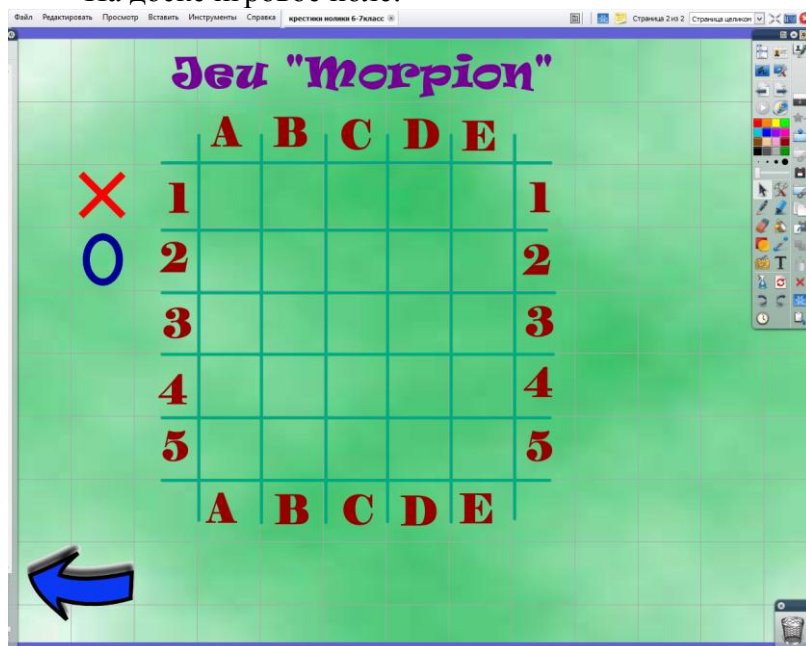 На доске игровое поле:
Файл Редактировать Просмотр Вставить Инструменты Справка крестики нолики 6-7класс Страница 2 из 2 Страница целиком
Jeu "Morpion"
A B C D E
1 1
2 2
3 3
4 4
5 5
A B C D E